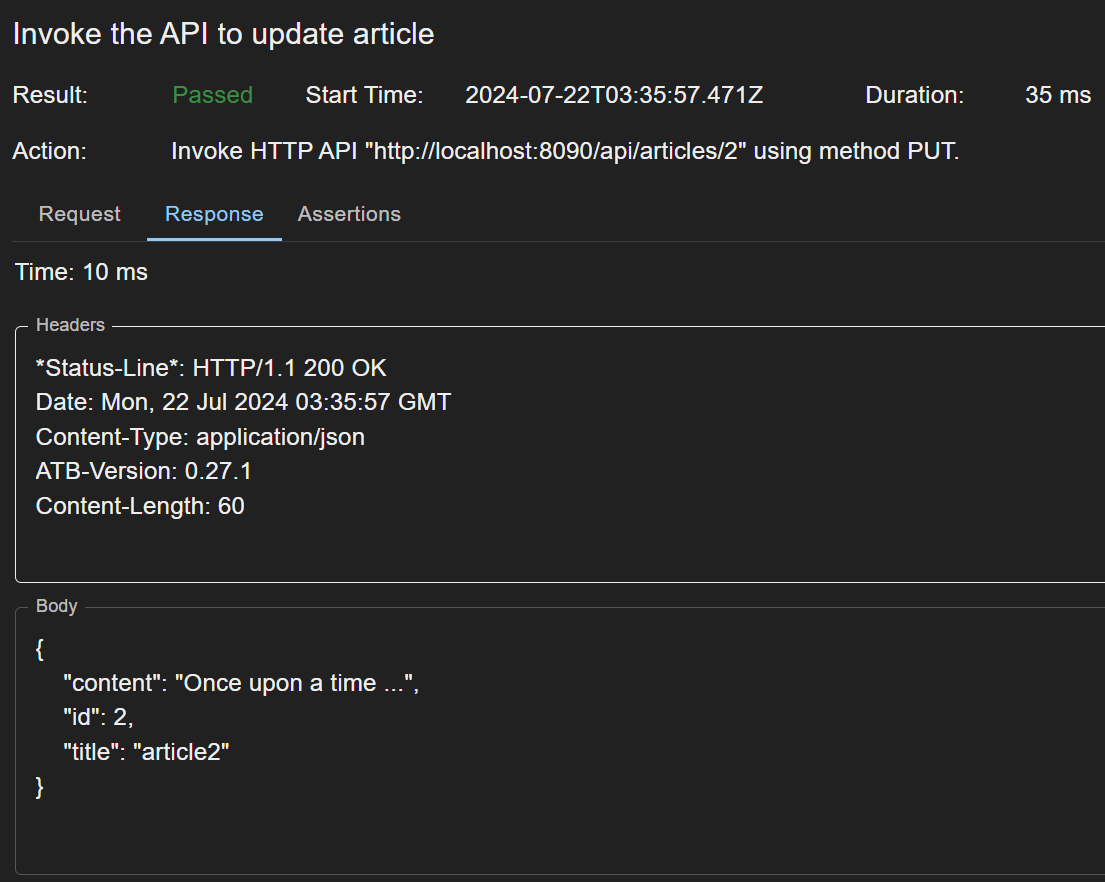 Invoke the API to update article
Result: Passed Start Time: 2024-07-22T03:35:57.471Z Duration: 35 ms
Action: Invoke HTTP API "http://localhost:8090/api/articles/2" using method PUT.
Request Response Assertions
Time: 10 ms
Headers
*Status-Line*: HTTP/1.1 200 OK
Date: Mon, 22 Jul 2024 03:35:57 GMT
Content-Type: application/json
ATB-Version: 0.27.1
Content-Length: 60
Body
{
    "content": "Once upon a time ...",
    "id": 2,
    "title": "article2"
}